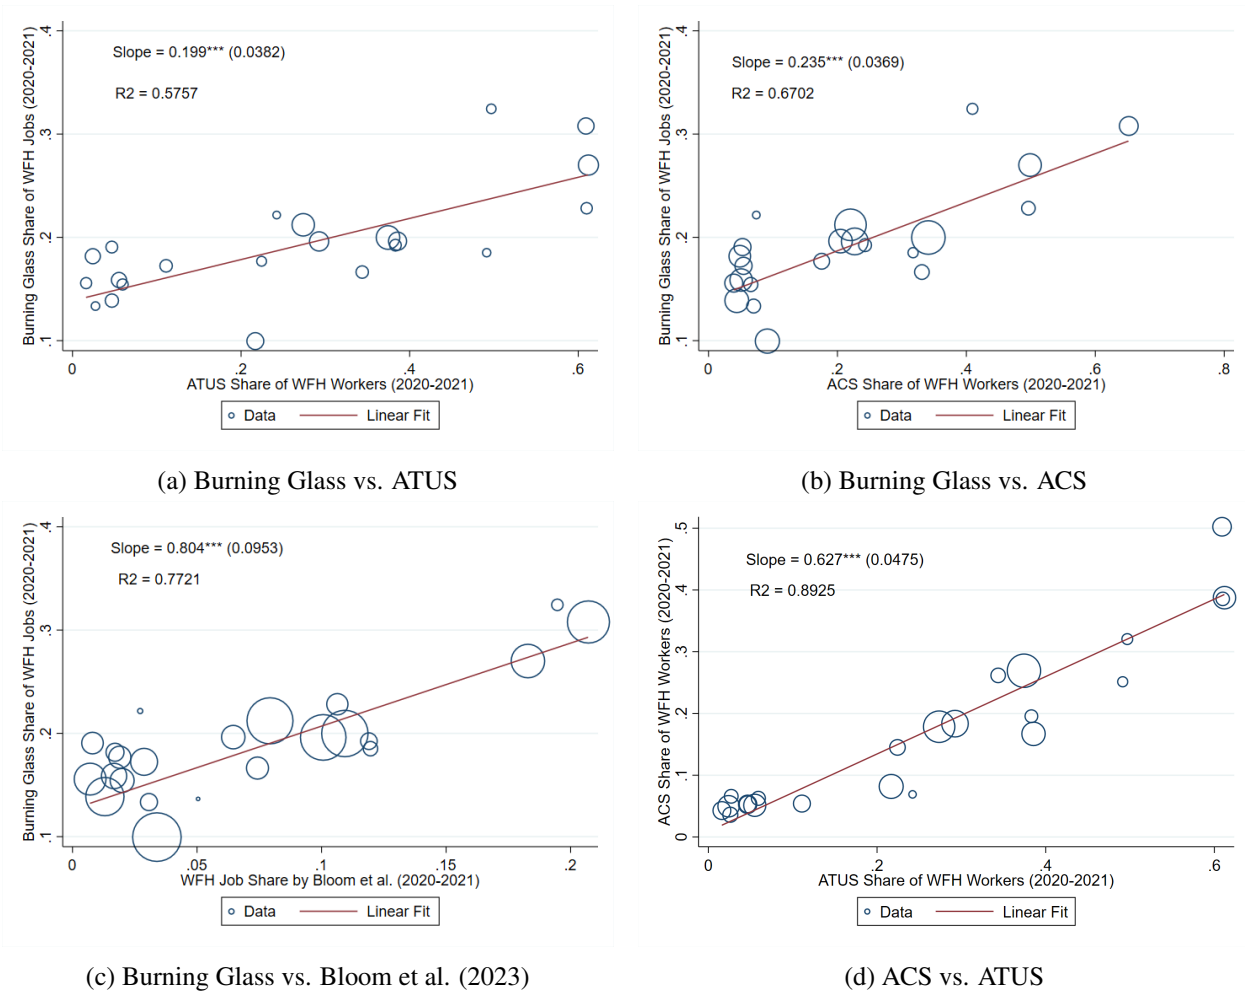 Burning Glass Share of WFH Jobs (2020-2021)
.4
.3
.2
.1
Slope = 0.199*** (0.0382)
R2 = 0.5757
0
.2
.4
.6
ATUS Share of WFH Workers (2020-2021)
Data
Linear Fit
(a) Burning Glass vs. ATUS
Burning Glass Share of WFH Jobs (2020-2021)
.4
.3
.2
.1
Slope = 0.235*** (0.0369)
R2 = 0.6702
0
.2
.4
.6
.8
ACS Share of WFH Workers (2020-2021)
Data
Linear Fit
(b) Burning Glass vs. ACS
Burning Glass Share of WFH Jobs (2020-2021)
.4
.3
.2
.1
Slope = 0.804*** (0.0953)
R2 = 0.7721
0
.05
.1
.15
.2
WFH Job Share by Bloom et al. (2020-2021)
Data
Linear Fit
(c) Burning Glass vs. Bloom et al. (2023)
ACS Share of WFH Workers (2020-2021)
.5
.4
.3
.2
.1
0
Slope = 0.627*** (0.0475)
R2 = 0.8925
0
.2
.4
.6
ATUS Share of WFH Workers (2020-2021)
Data
Linear Fit
(d) ACS vs. ATUS